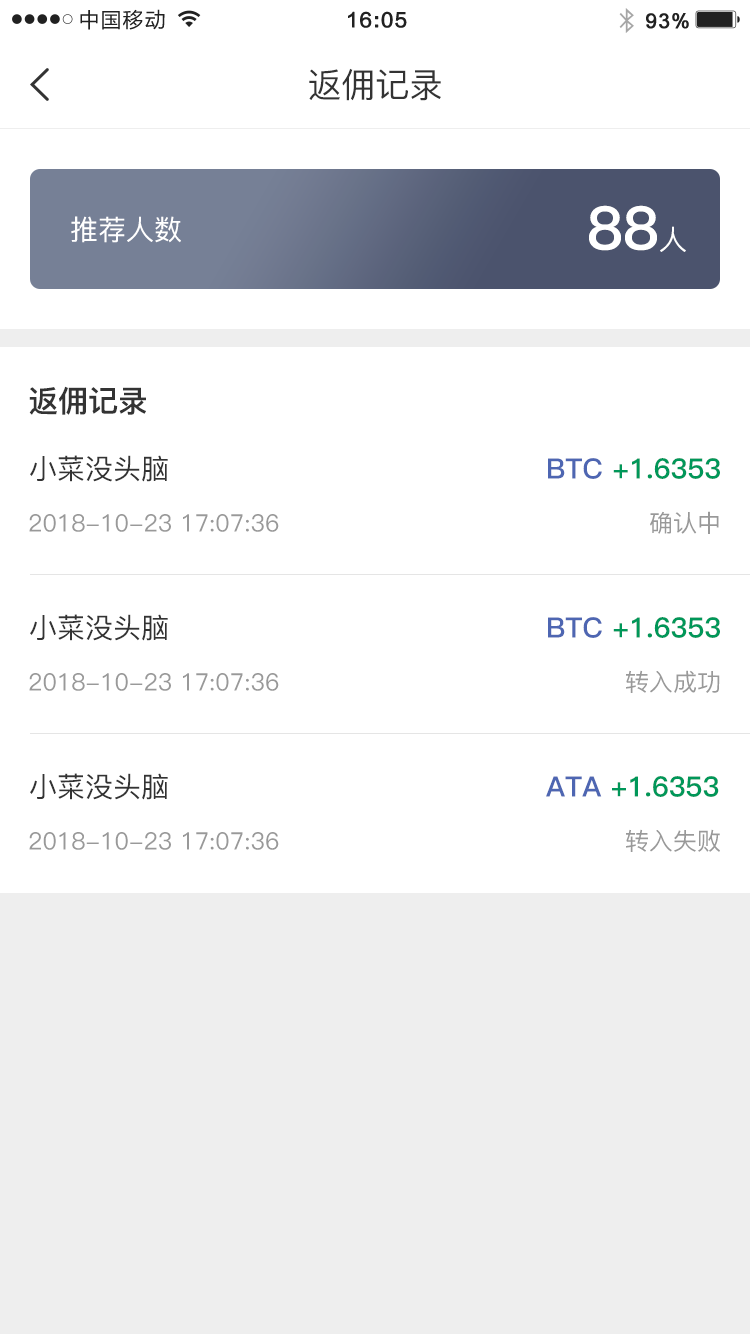 中国移动 16:05 93%
返佣记录
推荐人数 88人
返佣记录
小菜没头脑 BTC +1.6353
2018-10-23 17:07:36 确认中
小菜没头脑 BTC +1.6353
2018-10-23 17:07:36 转入成功
小菜没头脑 ATA +1.6353
2018-10-23 17:07:36 转入失败